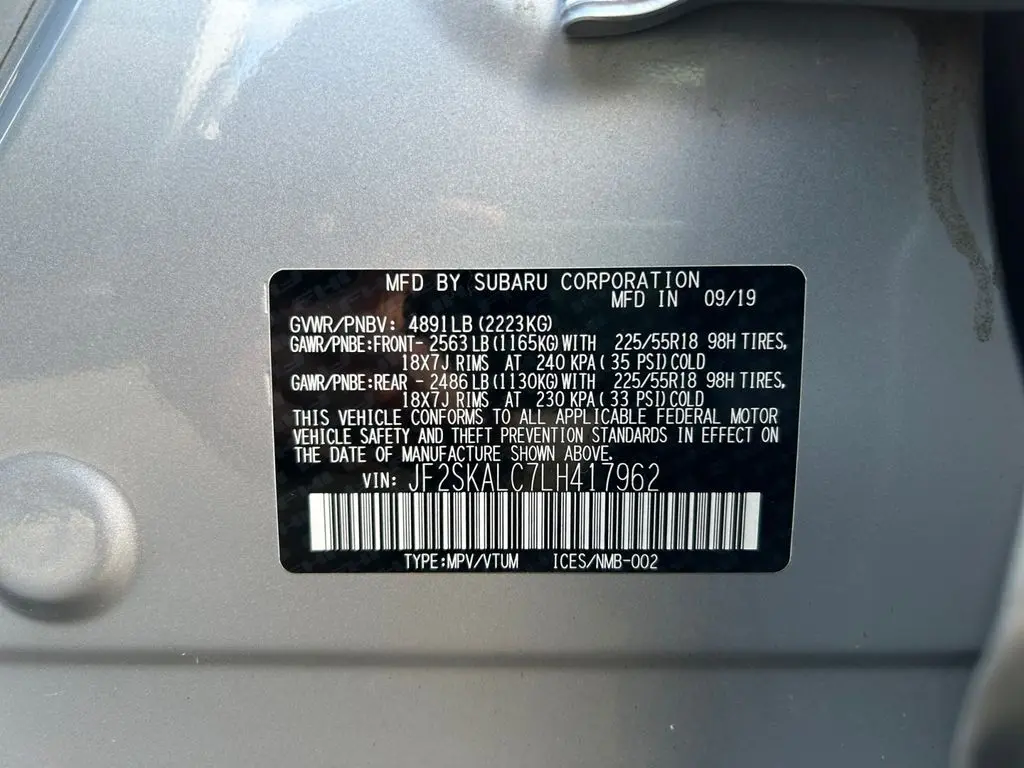 MFD BY SUBARU CORPORATION
MFD IN 09/19
GVWR/PNBV: 4891LB (2223KG)
GAWR/PNBE:FRONT- 2563LB (1165KG) WITH 225/55R18 98H TIRES,
18X7J RIMS AT 240 KPA ( 35 PSI) COLD
GAWR/PNBE:REAR - 2486LB (1130KG) WITH 225/55R18 98H TIRES,
18X7J RIMS AT 230 KPA ( 33 PSI) COLD
THIS VEHICLE CONFORMS TO ALL APPLICABLE FEDERAL MOTOR
VEHICLE SAFETY AND THEFT PREVENTION STANDARDS IN EFFECT ON
THE DATE OF MANUFACTURE SHOWN ABOVE.
VIN: JF2SKALC7LH417962
TYPE:MPV/VTUM ICES/NMB-002